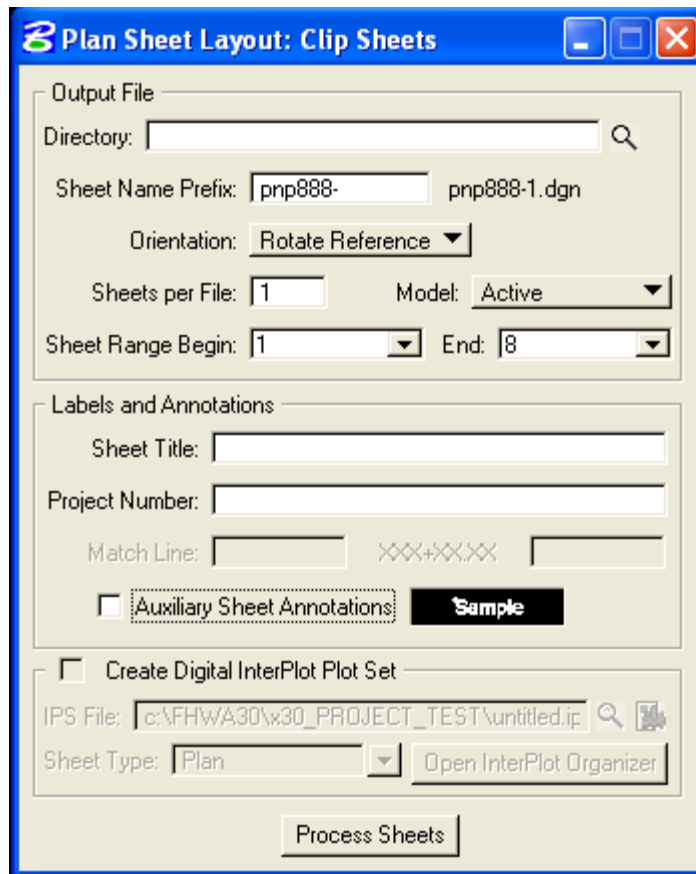 Plan Sheet Layout: Clip Sheets
Output File
Directory:
Sheet Name Prefix: pnp888- pnp888-1.dgn
Orientation: Rotate Reference
Sheets per File: 1 Model: Active
Sheet Range Begin: 1 End: 8
Labels and Annotations
Sheet Title:
Project Number:
Match Line: XXX+XX.XX
Auxiliary Sheet Annotations Sample
Create Digital InterPlot Plot Set
IPS File: c:\FHWA30\x30_PROJECT_TEST\untitled.ip
Sheet Type: Plan Open InterPlot Organizer
Process Sheets